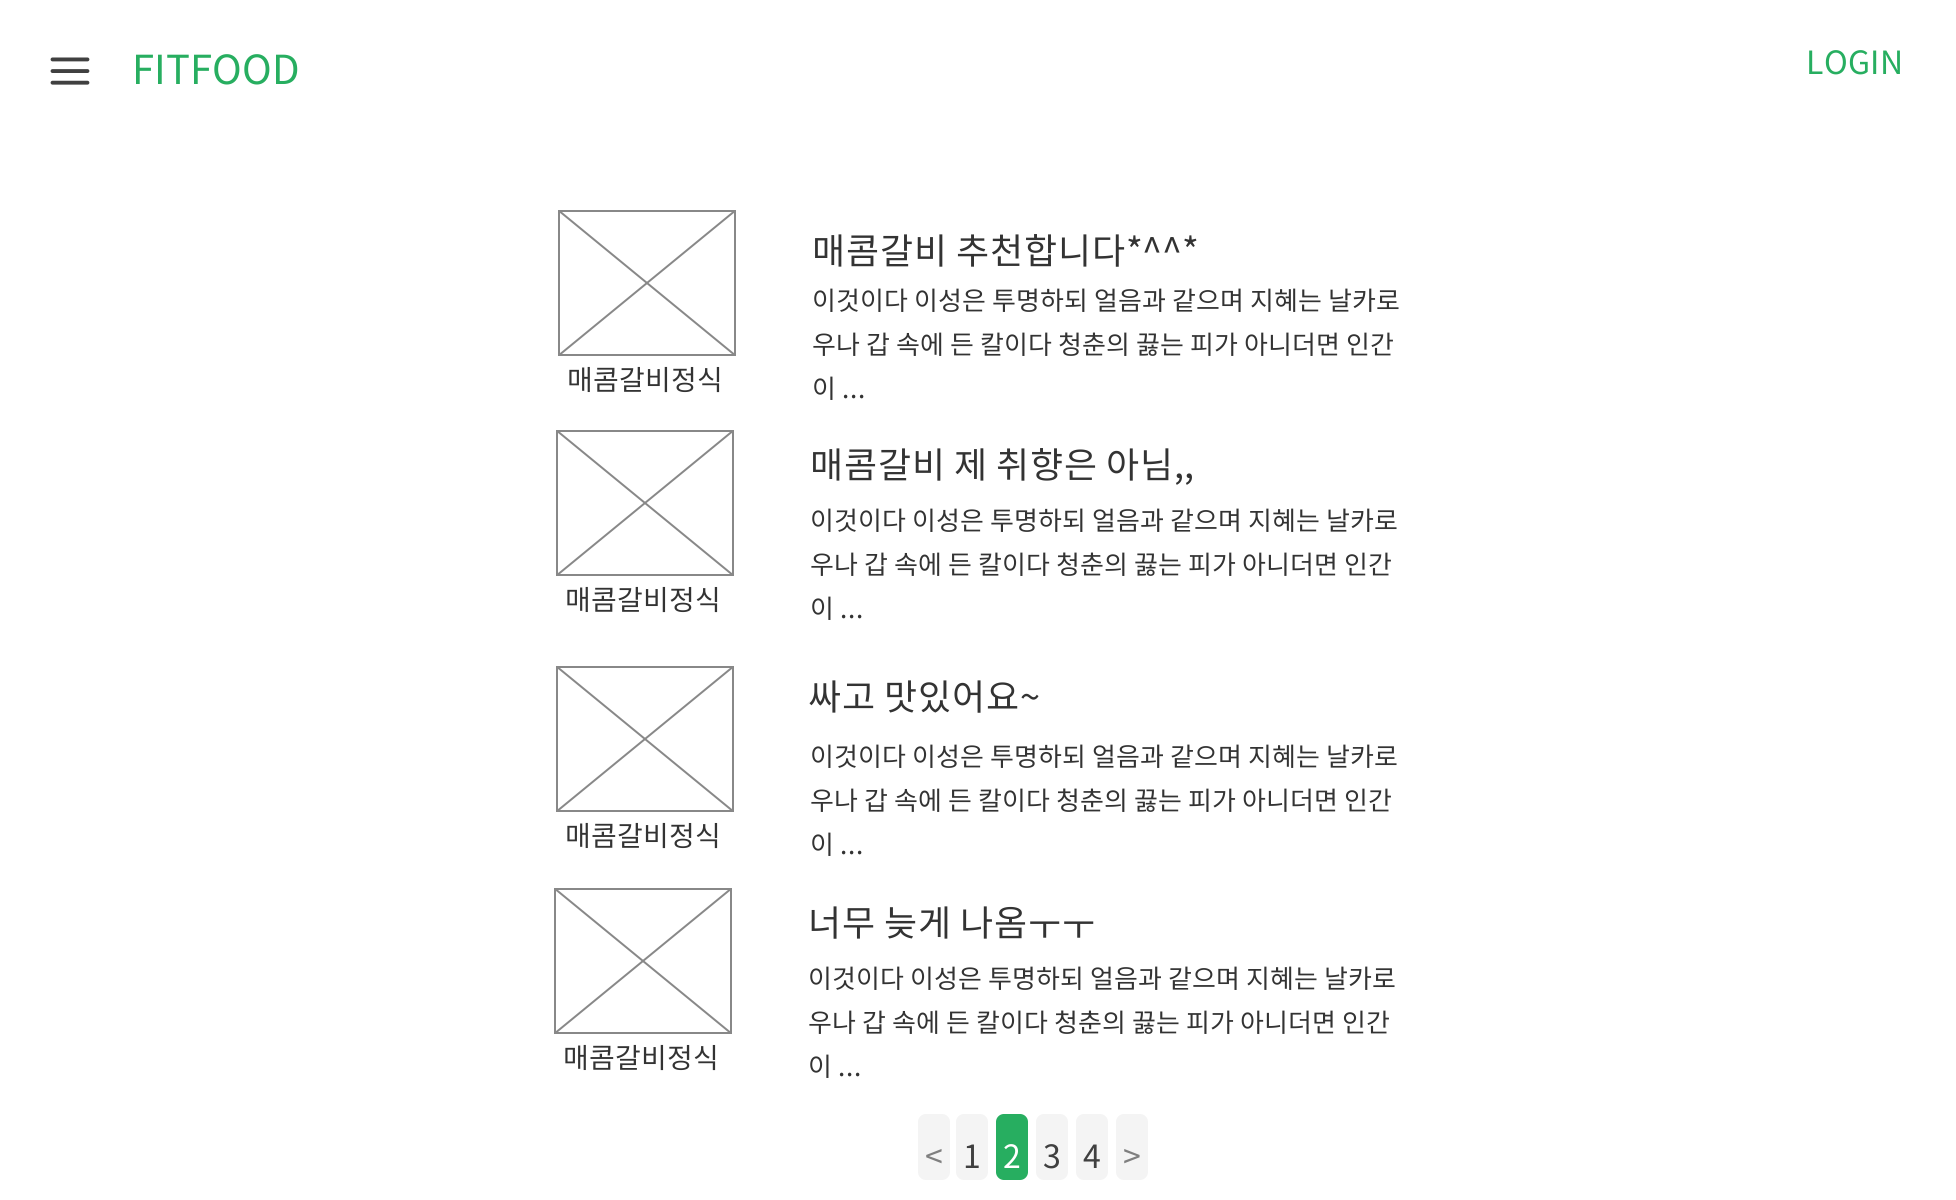 FITFOOD
LOGIN
매콤갈비 추천합니다*^^*
이것이다 이성은 투명하되 얼음과 같으며 지혜는 날카로
우나 갑 속에 든 칼이다 청춘의 끓는 피가 아니더면 인간
이 ...
매콤갈비정식
매콤갈비 제 취향은 아님,,
이것이다 이성은 투명하되 얼음과 같으며 지혜는 날카로
우나 갑 속에 든 칼이다 청춘의 끓는 피가 아니더면 인간
이 ...
매콤갈비정식
싸고 맛있어요~
이것이다 이성은 투명하되 얼음과 같으며 지혜는 날카로
우나 갑 속에 든 칼이다 청춘의 끓는 피가 아니더면 인간
이 ...
매콤갈비정식
너무 늦게 나옴ㅜㅜ
이것이다 이성은 투명하되 얼음과 같으며 지혜는 날카로
우나 갑 속에 든 칼이다 청춘의 끓는 피가 아니더면 인간
이 ...
매콤갈비정식
< 1 2 3 4 >